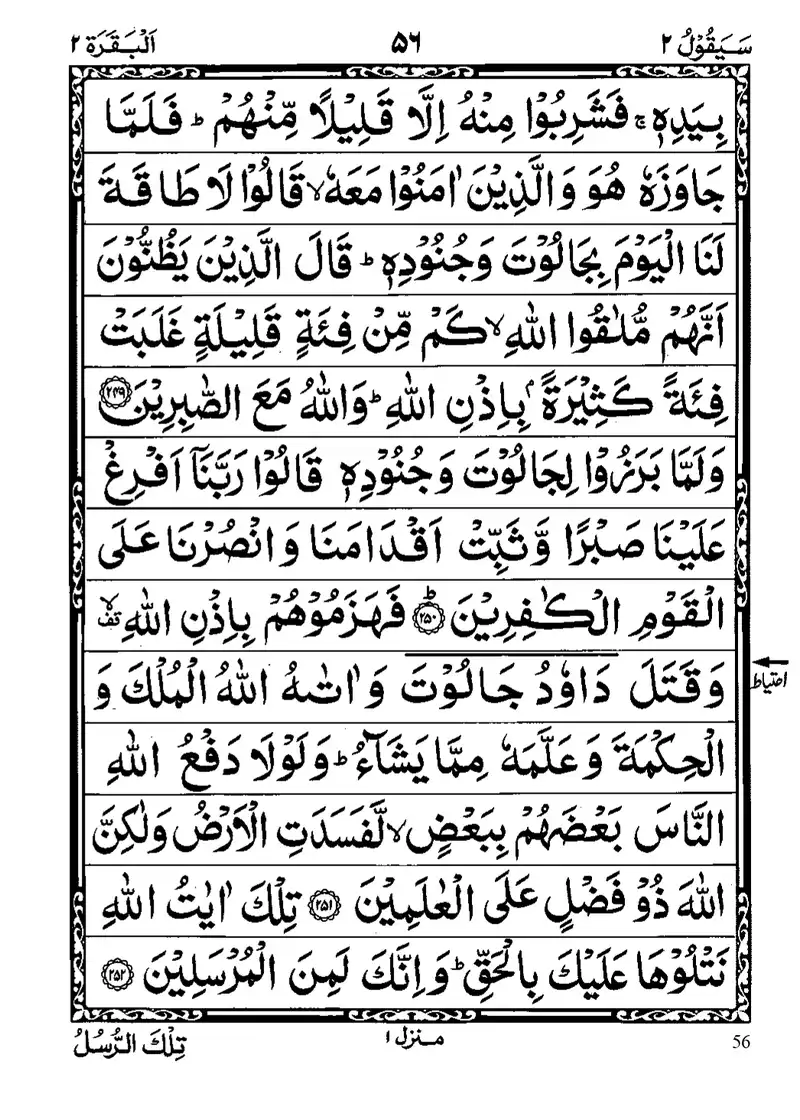 سَيَقُوْلُ ٢ ٥٦ اَلْبَقَرَة ٢
بِيَدِهٖ ۚ فَشَرِبُوْا مِنْهُ اِلَّا قَلِيْلًا مِّنْهُمْ ؕ فَلَمَّا
جَاوَزَهٗ هُوَ وَالَّذِيْنَ اٰمَنُوْا مَعَهٗ ۙ قَالُوْا لَا طَاقَةَ
لَنَا الْيَوْمَ بِجَالُوْتَ وَجُنُوْدِهٖ ؕ قَالَ الَّذِيْنَ يَظُنُّوْنَ
اَنَّهُمْ مُّلٰقُوا اللّٰهِ ۙ كَمْ مِّنْ فِئَةٍ قَلِيْلَةٍ غَلَبَتْ
فِئَةً كَثِيْرَةًۢ بِاِذْنِ اللّٰهِ ؕ وَاللّٰهُ مَعَ الصّٰبِرِيْنَ ﴿٢٤٩﴾
وَلَمَّا بَرَزُوْا لِجَالُوْتَ وَجُنُوْدِهٖ قَالُوْا رَبَّنَاۤ اَفْرِغْ
عَلَيْنَا صَبْرًا وَّثَبِّتْ اَقْدَامَنَا وَانْصُرْنَا عَلَى
الْقَوْمِ الْكٰفِرِيْنَ ؕ﴿٢٥٠﴾ فَهَزَمُوْهُمْ بِاِذْنِ اللّٰهِ ۙ قف
وَقَتَلَ دَاوٗدُ جَالُوْتَ وَاٰتٰىهُ اللّٰهُ الْمُلْكَ وَ
احتياط
الْحِكْمَةَ وَعَلَّمَهٗ مِمَّا يَشَآءُ ؕ وَلَوْلَا دَفْعُ اللّٰهِ
النَّاسَ بَعْضَهُمْ بِبَعْضٍ ۙ لَّفَسَدَتِ الْاَرْضُ وَلٰكِنَّ
اللّٰهَ ذُوْ فَضْلٍ عَلَى الْعٰلَمِيْنَ ﴿٢٥١﴾ تِلْكَ اٰيٰتُ اللّٰهِ
نَتْلُوْهَا عَلَيْكَ بِالْحَقِّ ؕ وَاِنَّكَ لَمِنَ الْمُرْسَلِيْنَ ﴿٢٥٢﴾
56 منزل ١ تِلْكَ الرُّسُلُ